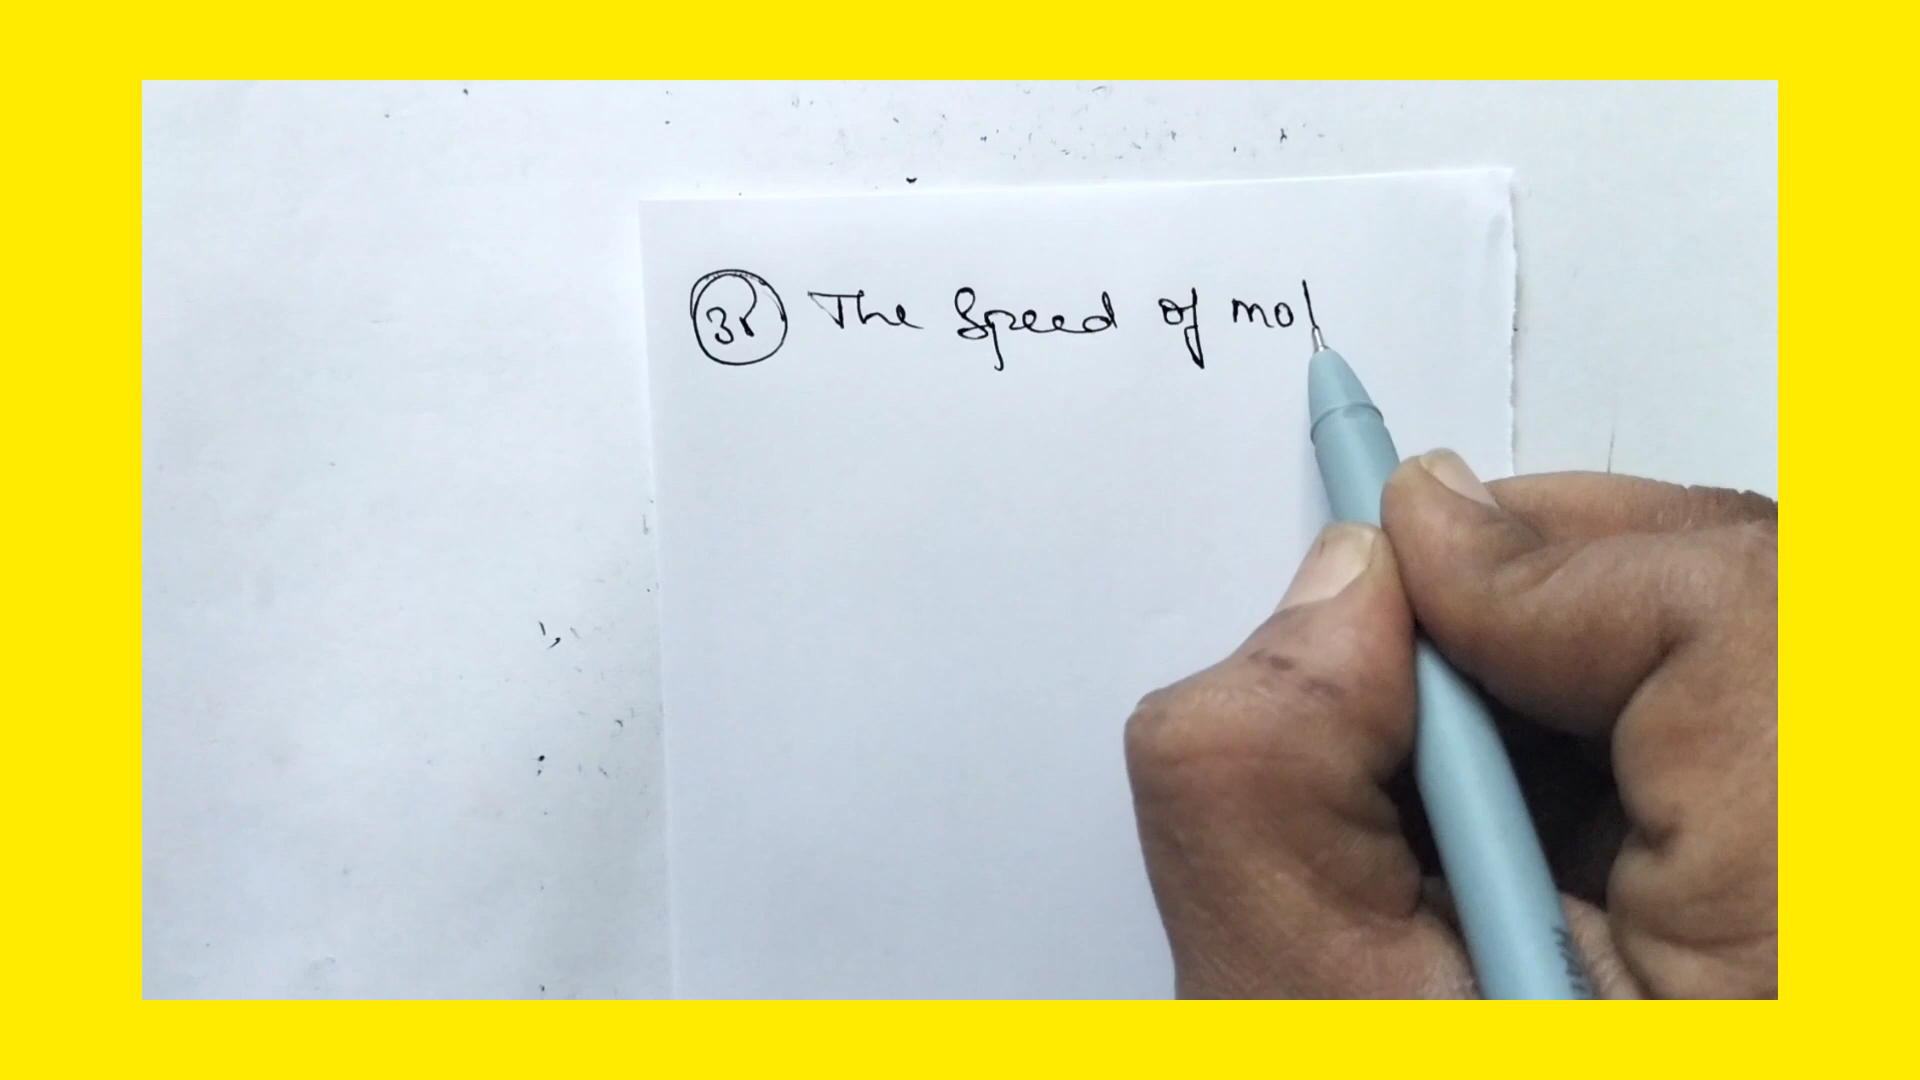 The Speed of mol